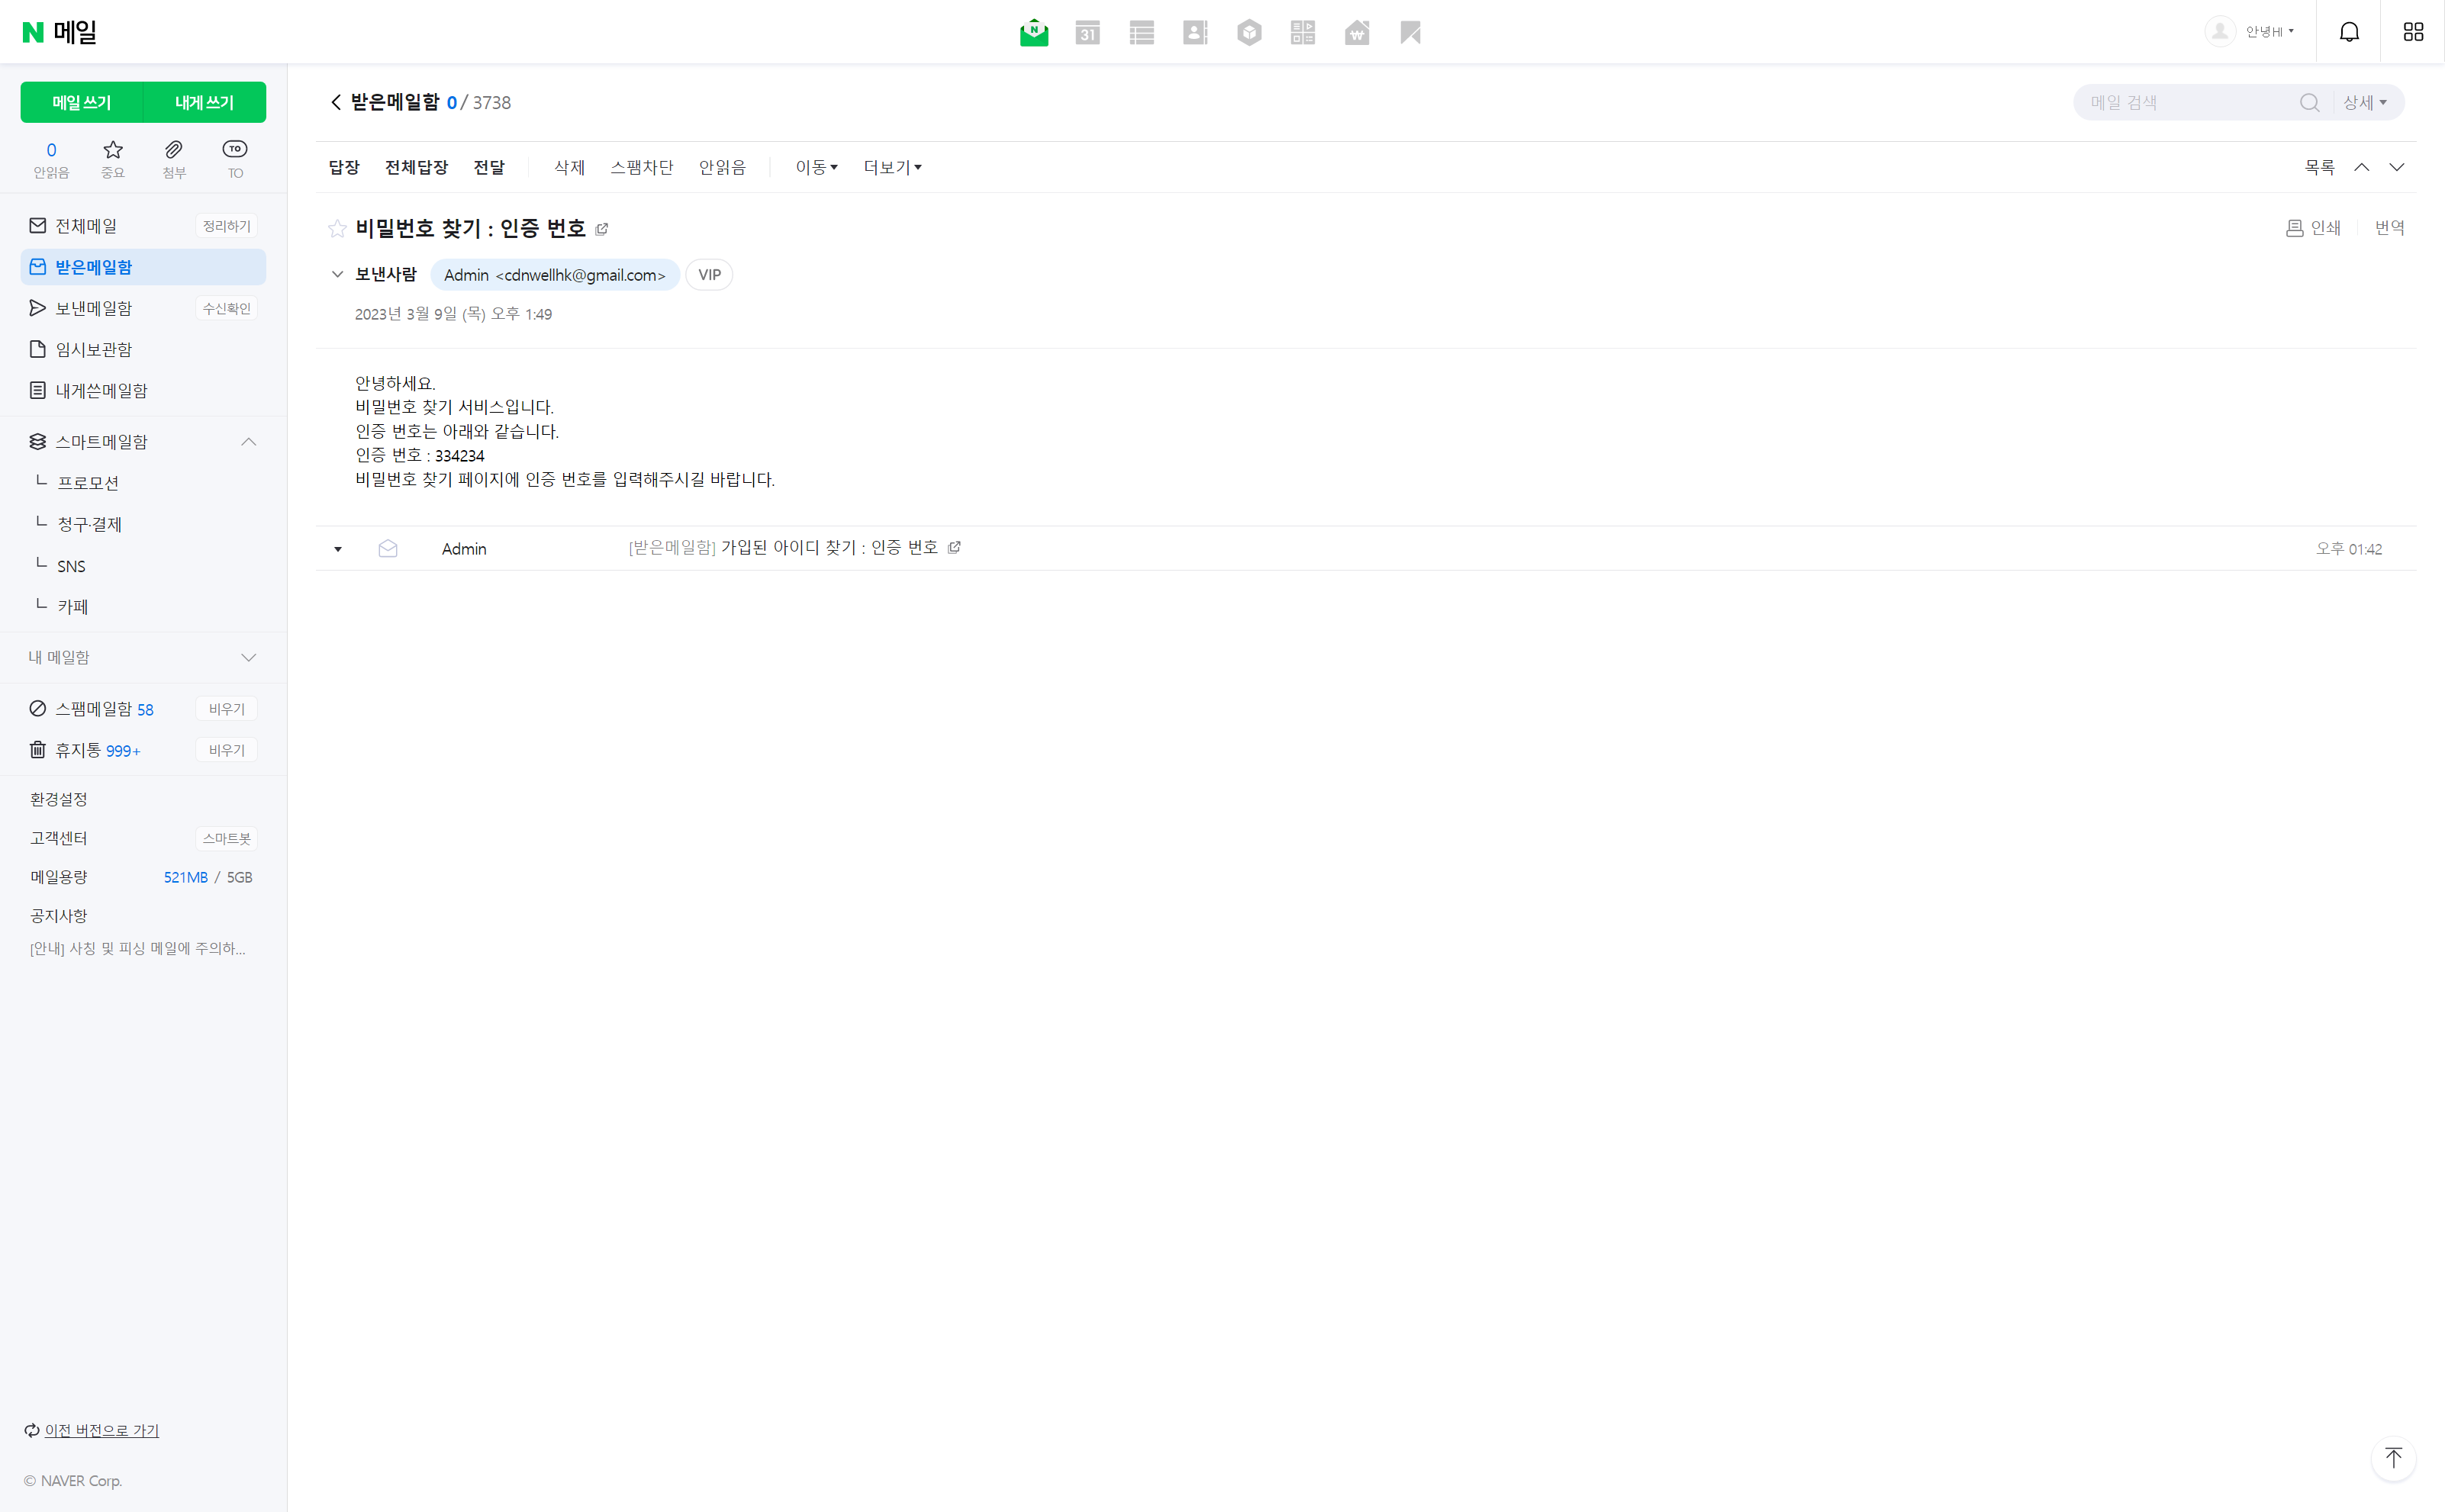 N 메일
N
31
안녕HI
메일 쓰기
내게 쓰기
0
안읽음
중요
첨부
TO
TO
전체메일
정리하기
받은메일함
보낸메일함
수신확인
임시보관함
내게쓴메일함
스마트메일함
프로모션
청구·결제
SNS
카페
내 메일함
스팸메일함 58
비우기
휴지통 999+
비우기
환경설정
고객센터
스마트봇
메일용량
521MB / 5GB
공지사항
[안내] 사칭 및 피싱 메일에 주의하...
이전 버전으로 가기
© NAVER Corp.
받은메일함 0 / 3738
메일 검색
상세
답장 전체답장 전달 삭제 스팸차단 안읽음 이동 더보기
목록
비밀번호 찾기 : 인증 번호
인쇄 번역
보낸사람 Admin <cdnwellhk@gmail.com> VIP
2023년 3월 9일 (목) 오후 1:49
안녕하세요.
비밀번호 찾기 서비스입니다.
인증 번호는 아래와 같습니다.
인증 번호 : 334234
비밀번호 찾기 페이지에 인증 번호를 입력해주시길 바랍니다.
Admin [받은메일함] 가입된 아이디 찾기 : 인증 번호 오후 01:42